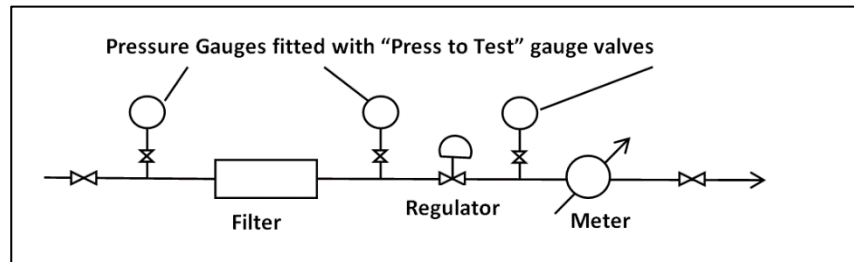 Pressure Gauges fitted with “Press to Test” gauge valves
Filter
Regulator
Meter